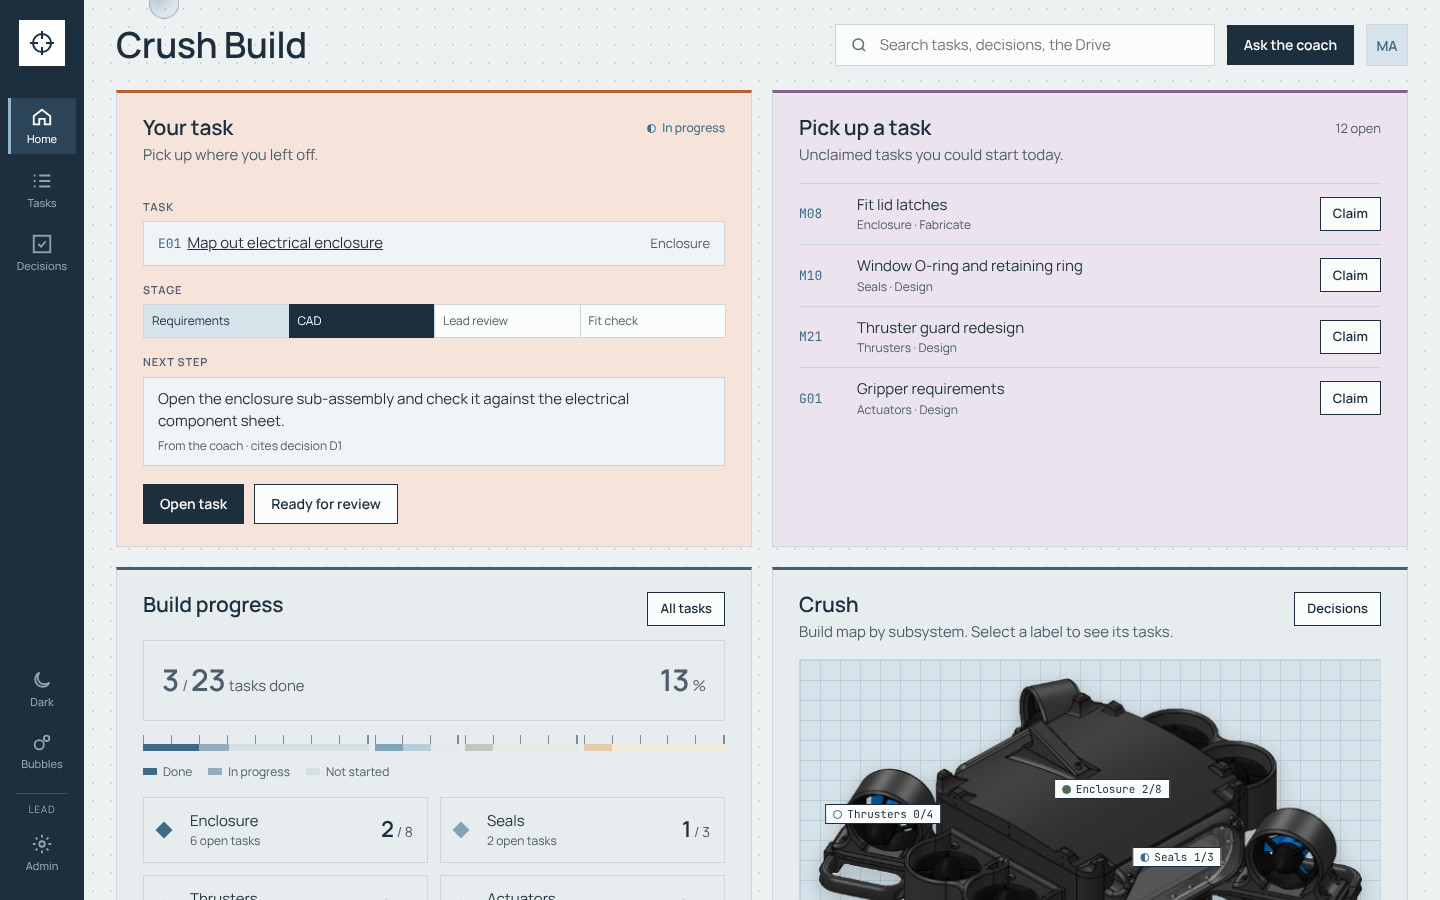 Crush Build
Search tasks, decisions, the Drive
Ask the coach
MA
Home
Tasks
Decisions
Dark
Bubbles
LEAD
Admin
Your task
In progress
Pick up where you left off.
TASK
E01 Map out electrical enclosure
Enclosure
STAGE
Requirements
CAD
Lead review
Fit check
NEXT STEP
Open the enclosure sub-assembly and check it against the electrical
component sheet.
From the coach · cites decision D1
Open task
Ready for review
Pick up a task
12 open
Unclaimed tasks you could start today.
M08
Fit lid latches
Enclosure · Fabricate
Claim
M10
Window O-ring and retaining ring
Seals · Design
Claim
M21
Thruster guard redesign
Thrusters · Design
Claim
G01
Gripper requirements
Actuators · Design
Claim
Build progress
All tasks
3 / 23 tasks done
13 %
Done
In progress
Not started
Enclosure
6 open tasks
2 / 8
Seals
2 open tasks
1 / 3
Thrusters
Actuators
Crush
Decisions
Build map by subsystem. Select a label to see its tasks.
Enclosure 2/8
Thrusters 0/4
Seals 1/3